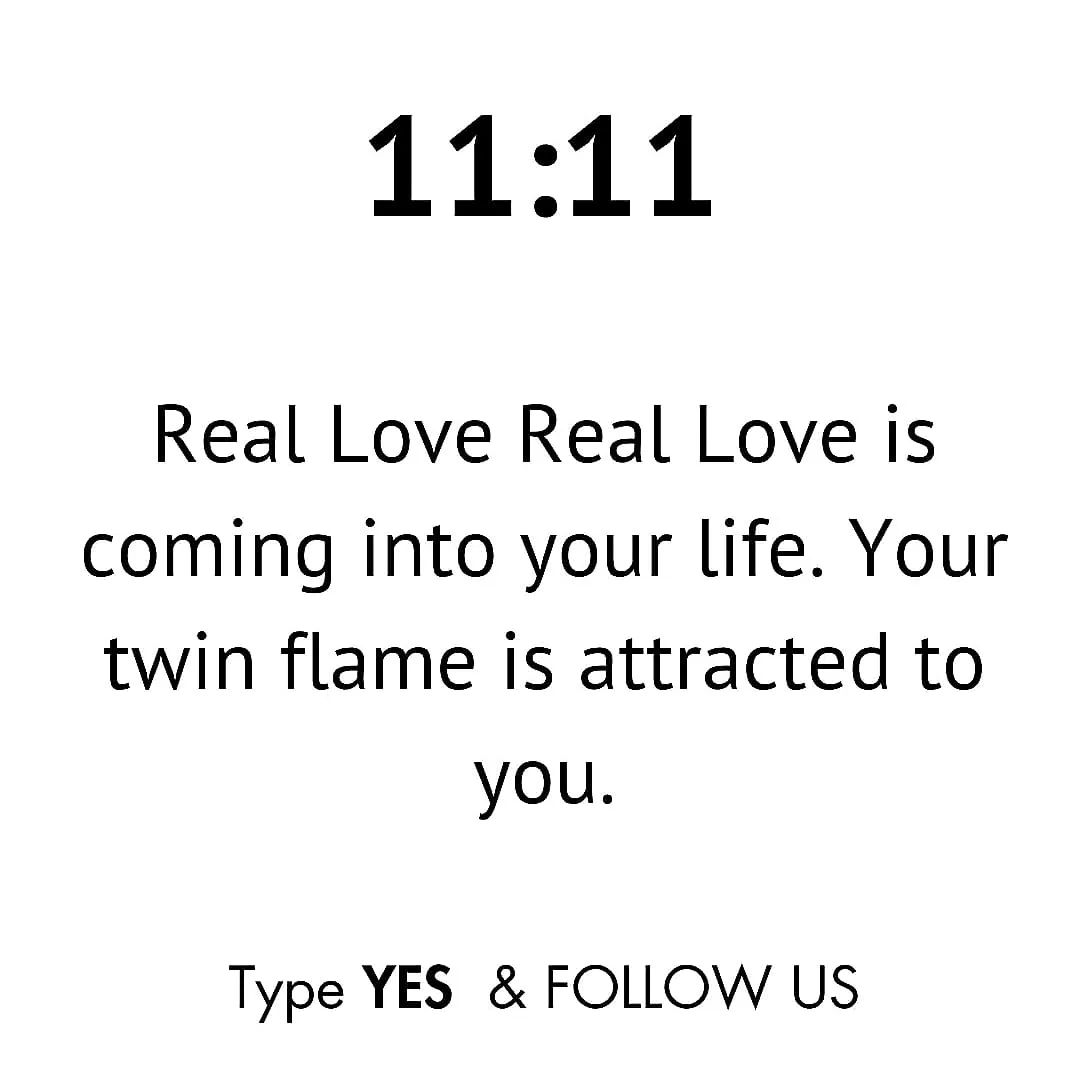 11:11
Real Love Real Love is
coming into your life. Your
twin flame is attracted to
you.
Type YES & FOLLOW US